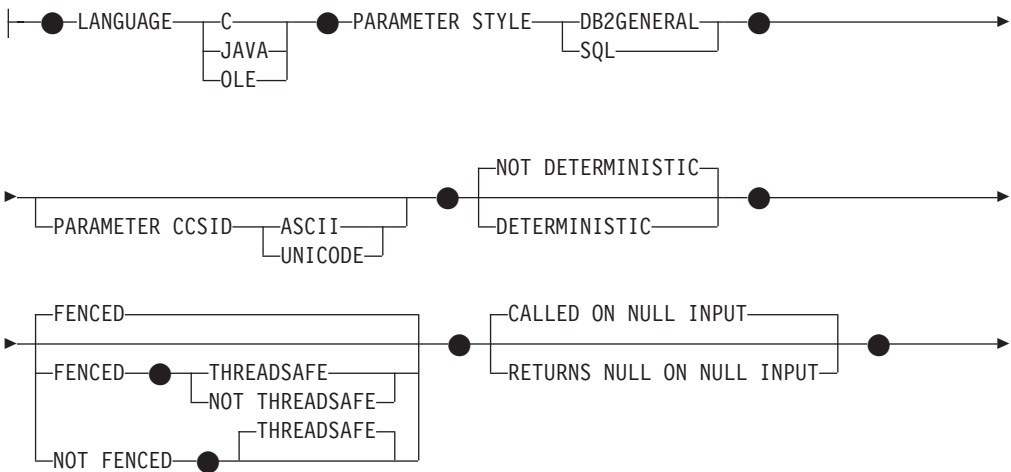 LANGUAGE C PARAMETER STYLE DB2GENERAL
JAVA SQL
OLE
NOT DETERMINISTIC
PARAMETER CCSID ASCII DETERMINISTIC
UNICODE
FENCED CALLED ON NULL INPUT
FENCED THREADSAFE RETURNS NULL ON NULL INPUT
NOT THREADSAFE
THREADSAFE
NOT FENCED